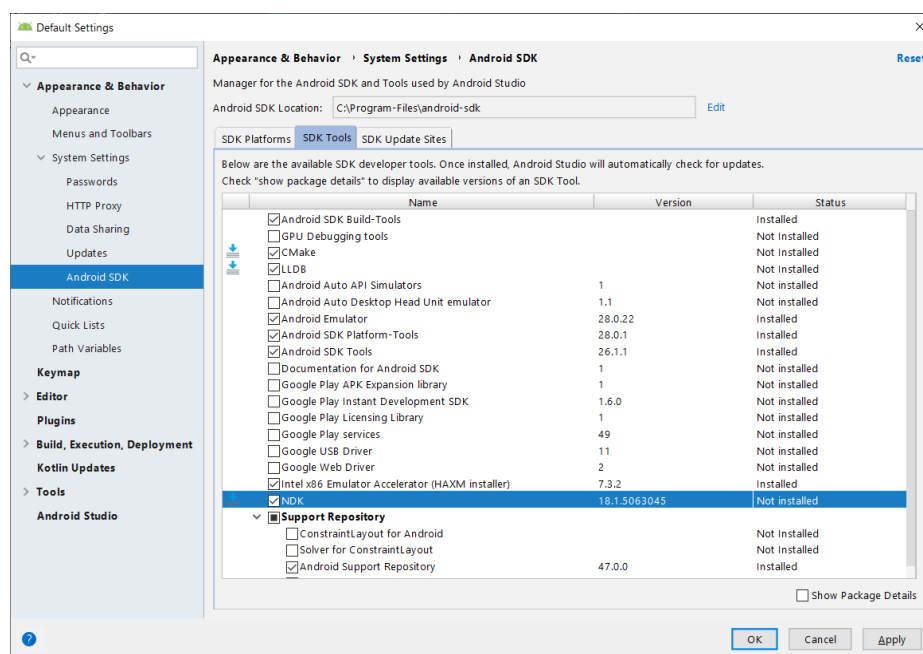 Default Settings
Appearance & Behavior › System Settings › Android SDK
Reset
Appearance & Behavior
Appearance
Menus and Toolbars
System Settings
Passwords
HTTP Proxy
Data Sharing
Updates
Android SDK
Notifications
Quick Lists
Path Variables
Keymap
Editor
Plugins
Build, Execution, Deployment
Kotlin Updates
Tools
Android Studio
Manager for the Android SDK and Tools used by Android Studio
Android SDK Location: C:\Program-Files\android-sdk Edit
SDK Platforms SDK Tools SDK Update Sites
Below are the available SDK developer tools. Once installed, Android Studio will automatically check for updates.
Check "show package details" to display available versions of an SDK Tool.
Name Version Status
Android SDK Build-Tools Installed
GPU Debugging tools Not Installed
CMake Not Installed
LLDB Not Installed
Android Auto API Simulators 1 Not installed
Android Auto Desktop Head Unit emulator 1.1 Not installed
Android Emulator 28.0.22 Installed
Android SDK Platform-Tools 28.0.1 Installed
Android SDK Tools 26.1.1 Installed
Documentation for Android SDK 1 Not installed
Google Play APK Expansion library 1 Not installed
Google Play Instant Development SDK 1.6.0 Not installed
Google Play Licensing Library 1 Not installed
Google Play services 49 Not installed
Google USB Driver 11 Not installed
Google Web Driver 2 Not installed
Intel x86 Emulator Accelerator (HAXM installer) 7.3.2 Installed
NDK 18.1.5063045 Not installed
Support Repository
ConstraintLayout for Android Not Installed
Solver for ConstraintLayout Not Installed
Android Support Repository 47.0.0 Installed
Show Package Details
? OK Cancel Apply